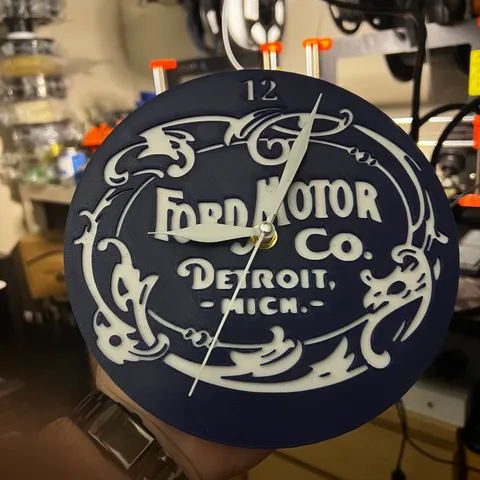 12
FORD MOTOR
Co.
DETROIT,
-MICH.-